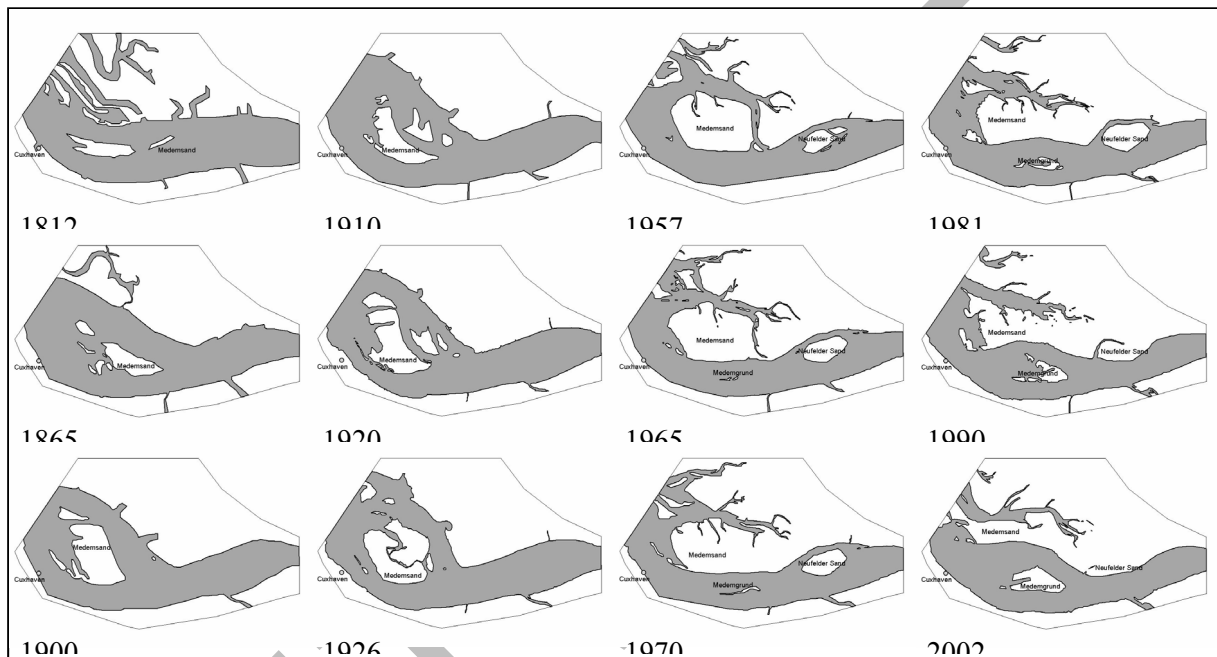 Medemsand
Cuxhaven
1812
Medemsand
Cuxhaven
1910
Medemsand
Neufelder Sand
Cuxhaven
1957
Medemsand
Neufelder Sand
Cuxhaven
Medemgrund
1981
Cuxhaven
Medemsand
1865
Medemsand
Cuxhaven
1920
Medemsand
Neufelder Sand
Cuxhaven
Medemgrund
1965
Medemsand
Neufelder Sand
Cuxhaven
Medemgrund
1990
Medemsand
Cuxhaven
1900
Cuxhaven
Medemsand
1926
Medemsand
Neufelder Sand
Cuxhaven
Medemgrund
1970
Medemsand
Neufelder Sand
Cuxhaven
Medemgrund
2002